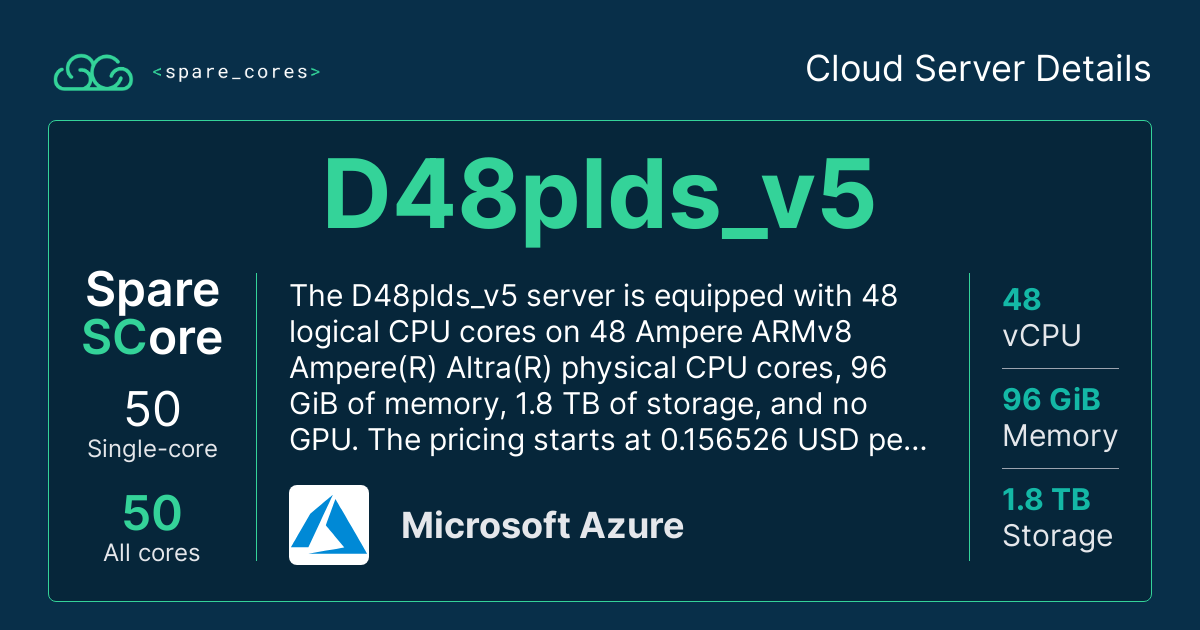 <spare_cores>
Cloud Server Details
D48plds_v5
Spare
SCore
50
Single-core
50
All cores
The D48plds_v5 server is equipped with 48
logical CPU cores on 48 Ampere ARMv8
Ampere(R) Altra(R) physical CPU cores, 96
GiB of memory, 1.8 TB of storage, and no
GPU. The pricing starts at 0.156526 USD pe...
Microsoft Azure
48
vCPU
96 GiB
Memory
1.8 TB
Storage